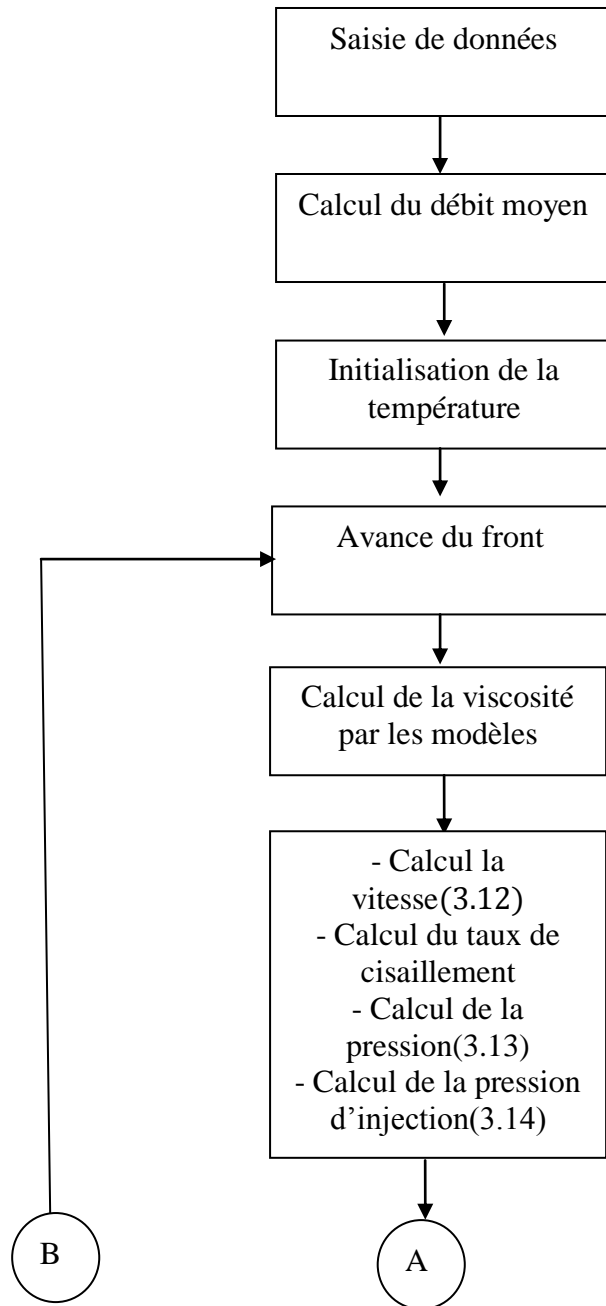 Saisie de données
Calcul du débit moyen
Initialisation de la
température
Avance du front
Calcul de la viscosité
par les modèles
- Calcul la
vitesse(3.12)
- Calcul du taux de
cisaillement
- Calcul de la
pression(3.13)
- Calcul de la pression
d’injection(3.14)
B
A